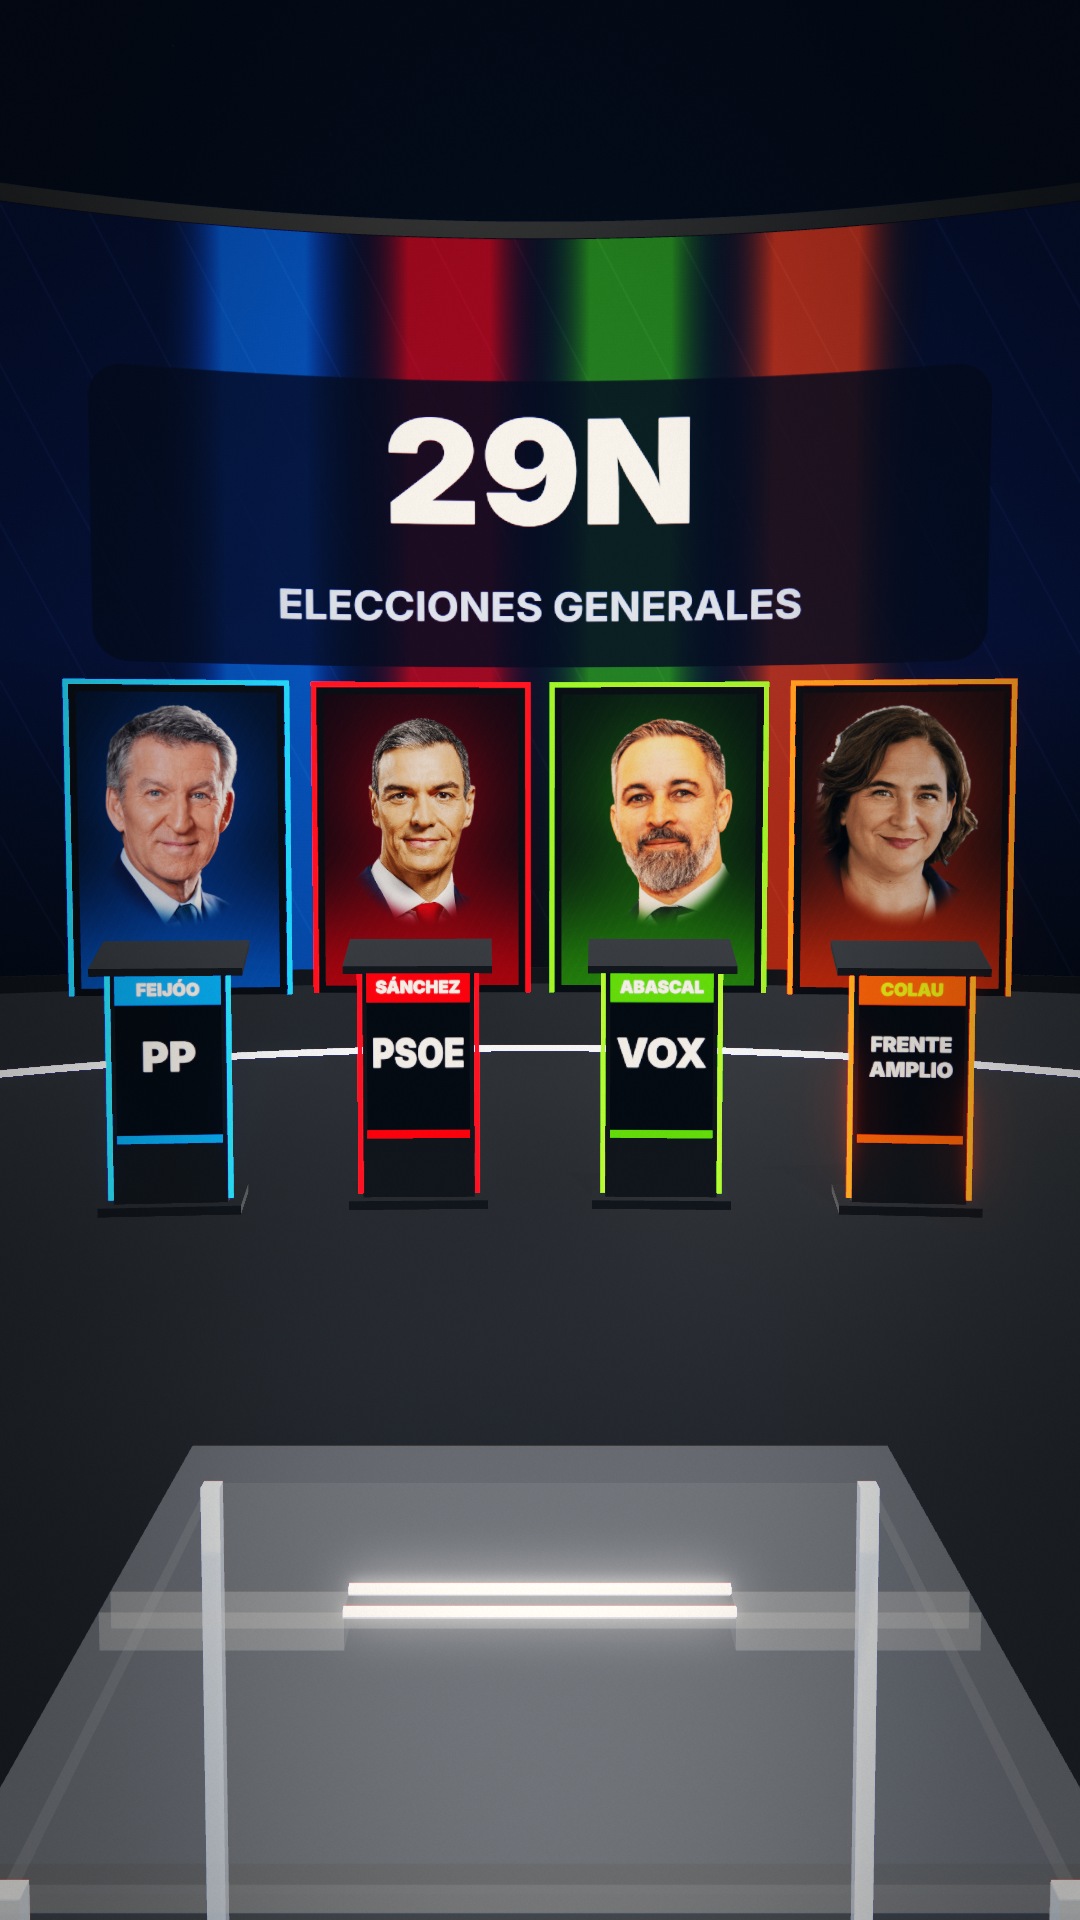 29N
ELECCIONES GENERALES
FEIJÓO
SÁNCHEZ
ABASCAL
COLAU
PP
PSOE
VOX
FRENTE
AMPLIO